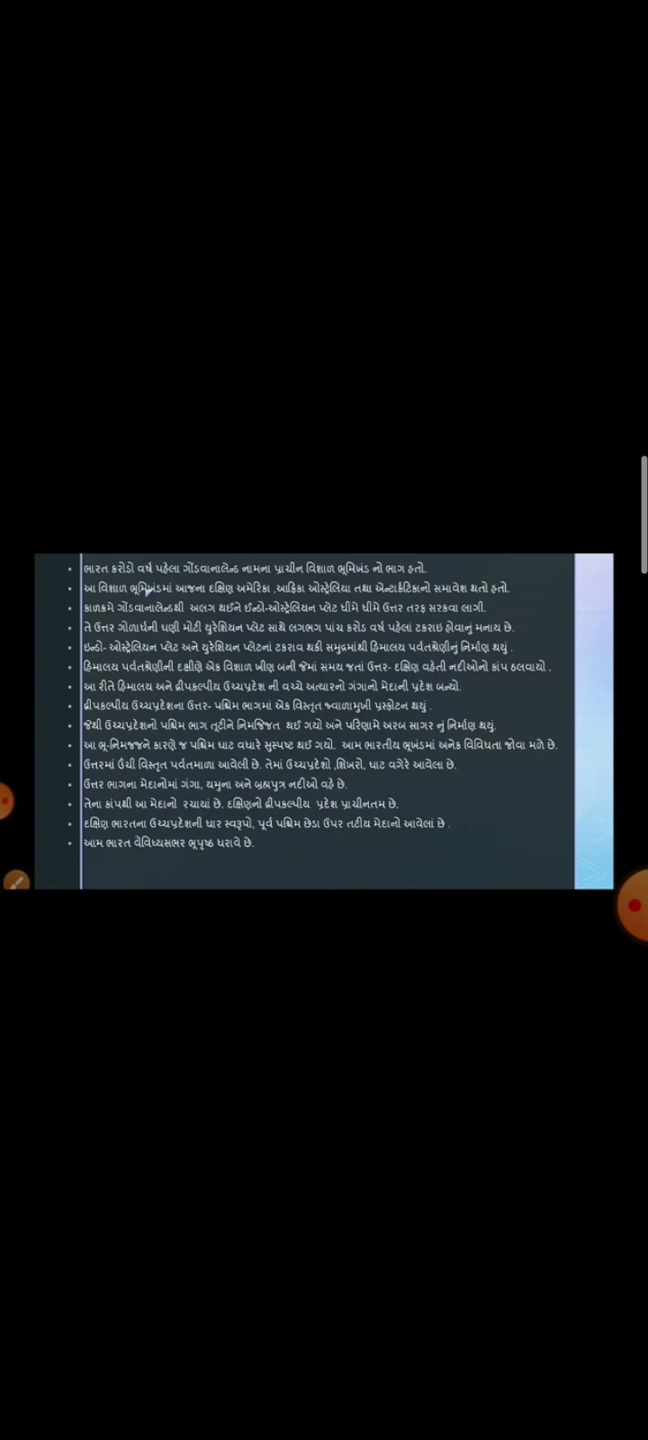 ભારત કરોડો વર્ષ પહેલા ગોંડવાનાલેન્ડ નામના પ્રાચીન વિશાળ ભૂમિખંડ નો ભાગ હતો.
આ વિશાળ ભૂમિખંડમાં આજના દક્ષિણ અમેરિકા ,આફ્રિકા ઓસ્ટ્રેલિયા તથા ઍન્ટાર્કટિકાનો સમાવેશ થતો હતો.
કાળક્રમે ગોંડવાનાલેન્ડથી અલગ થઈને ઈન્ડો-ઓસ્ટ્રેલિયન પ્લેટ ધીમે ધીમે ઉત્તર તરફ સરકવા લાગી.
તે ઉત્તર ગોળાર્ધની ઘણી મોટી યુરેશિયન પ્લેટ સાથે લગભગ પાંચ કરોડ વર્ષ પહેલાં ટકરાઇ હોવાનું મનાય છે.
ઇન્ડો- ઓસ્ટ્રેલિયન પ્લેટ અને યુરેશિયન પ્લેટનાં ટકરાવ થકી સમુદ્રમાંથી હિમાલય પર્વતશ્રેણીનું નિર્માણ થયું .
હિમાલય પર્વતશ્રેણીની દક્ષીણે એક વિશાળ ખીણ બની જેમાં સમય જતાં ઉત્તર- દક્ષિણ વહેતી નદીઓનો કાંપ ઠલવાયો .
આ રીતે હિમાલય અને દ્વીપકલ્પીય ઉચ્ચપ્રદેશ ની વચ્ચે અત્યારનો ગંગાનો મેદાની પ્રદેશ બન્યો.
દ્વીપકલ્પીય ઉચ્ચપ્રદેશના ઉત્તર- પશ્ચિમ ભાગમાં એક વિસ્તૃત જ્વાળામુખી પ્રસ્ફોટન થયું .
જેથી ઉચ્ચપ્રદેશનો પશ્ચિમ ભાગ તૂટીને નિમજ્જિત થઈ ગયો અને પરિણામે અરબ સાગર નું નિર્માણ થયું.
આ ભૂ-નિમજજને કારણે જ પશ્ચિમ ઘાટ વધારે સુસ્પષ્ટ થઈ ગયો. આમ ભારતીય ભૂખંડમાં અનેક વિવિધતા જોવા મળે છે.
ઉત્તરમાં ઉંચી વિસ્તૃત પર્વતમાળા આવેલી છે. તેમાં ઉચ્ચપ્રદેશો ,શિખરો, ઘાટ વગેરે આવેલા છે.
ઉત્તર ભાગના મેદાનોમાં ગંગા, યમુના અને બ્રહ્મપુત્ર નદીઓ વહે છે.
તેના કાંપથી આ મેદાનો રચાયાં છે. દક્ષિણનો દ્વીપકલ્પીય પ્રદેશ પ્રાચીનતમ છે.
દક્ષિણ ભારતના ઉચ્ચપ્રદેશની ધાર સ્વરૂપો, પૂર્વ પશ્ચિમ છેડા ઉપર તટીય મેદાનો આવેલાં છે .
આમ ભારત વૈવિધ્યસભર ભૂપૃષ્ઠ ધરાવે છે.